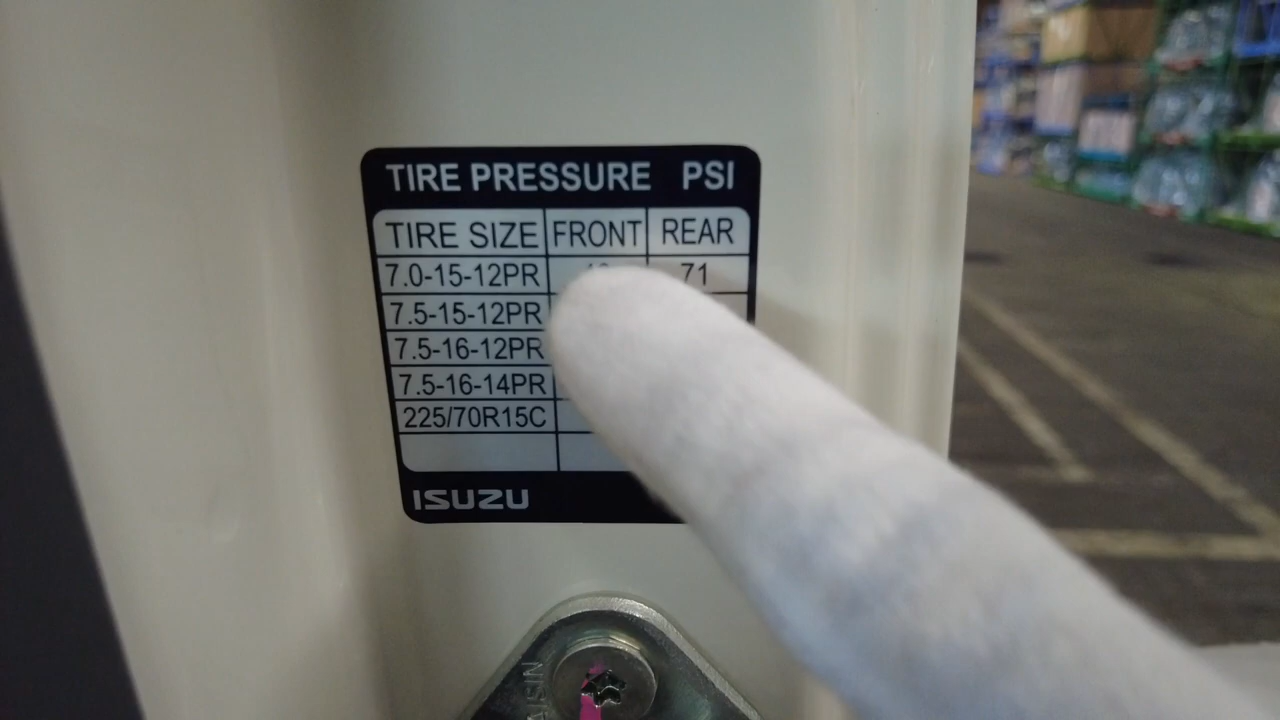 TIRE PRESSURE PSI
TIRE SIZE FRONT REAR
7.0-15-12PR 71
7.5-15-12PR
7.5-16-12PR
7.5-16-14PR
225/70R15C
ISUZU
AISIN